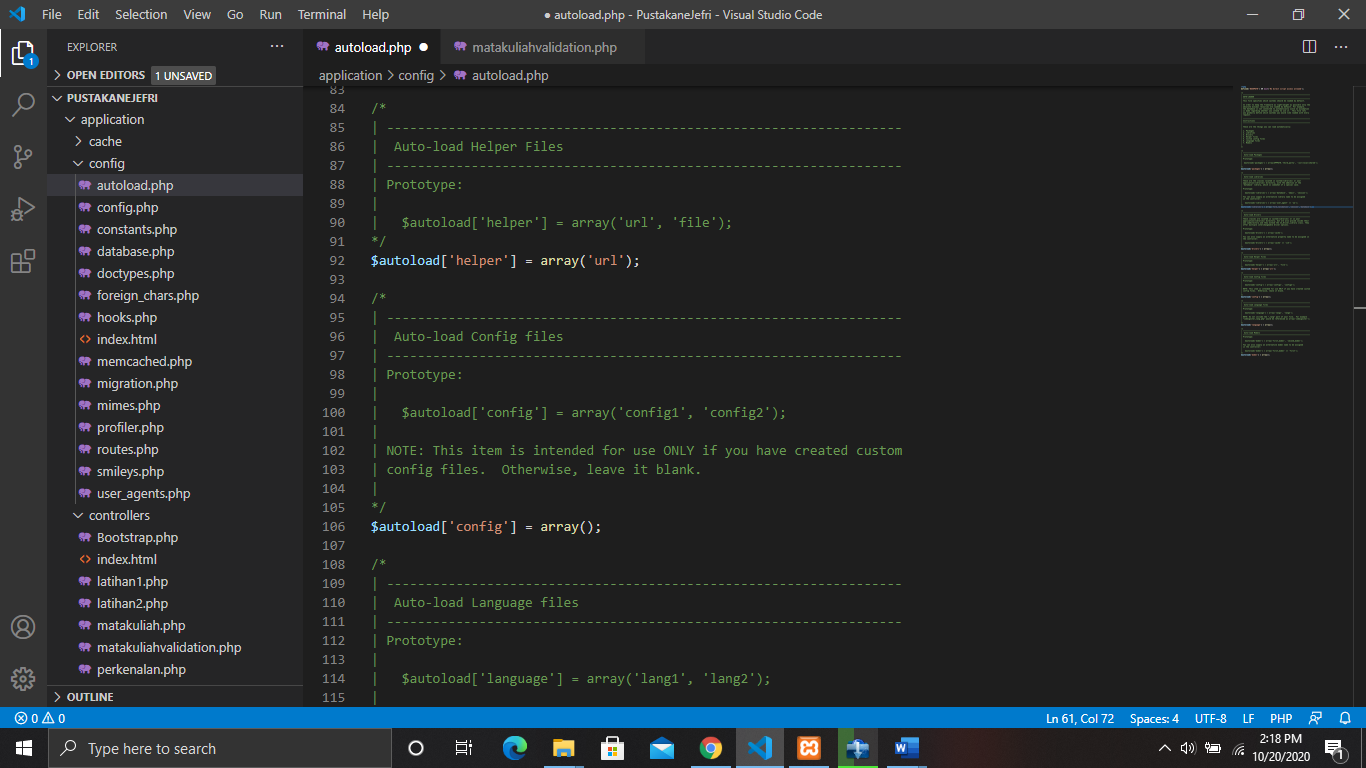 File Edit Selection View Go Run Terminal Help
● autoload.php - PustakaneJefri - Visual Studio Code
EXPLORER
OPEN EDITORS 1 UNSAVED
PUSTAKANEJEFRI
application
cache
config
autoload.php
config.php
constants.php
database.php
doctypes.php
foreign_chars.php
hooks.php
index.html
memcached.php
migration.php
mimes.php
profiler.php
routes.php
smileys.php
user_agents.php
controllers
Bootstrap.php
index.html
latihan1.php
latihan2.php
matakuliah.php
matakuliahvalidation.php
perkenalan.php
OUTLINE
1
autoload.php ● matakuliahvalidation.php
application > config > autoload.php
83
84 /*
85 | -------------------------------------------------------------------
86 |  Auto-load Helper Files
87 | -------------------------------------------------------------------
88 | Prototype:
89 |
90 |   $autoload['helper'] = array('url', 'file');
91 */
92 $autoload['helper'] = array('url');
93
94 /*
95 | -------------------------------------------------------------------
96 |  Auto-load Config files
97 | -------------------------------------------------------------------
98 | Prototype:
99 |
100 |   $autoload['config'] = array('config1', 'config2');
101 |
102 | NOTE: This item is intended for use ONLY if you have created custom
103 | config files.  Otherwise, leave it blank.
104 |
105 */
106 $autoload['config'] = array();
107
108 /*
109 | -------------------------------------------------------------------
110 |  Auto-load Language files
111 | -------------------------------------------------------------------
112 | Prototype:
113 |
114 |   $autoload['language'] = array('lang1', 'lang2');
115 |
0 0 Ln 61, Col 72 Spaces: 4 UTF-8 LF PHP
Type here to search
2:18 PM
10/20/2020
1